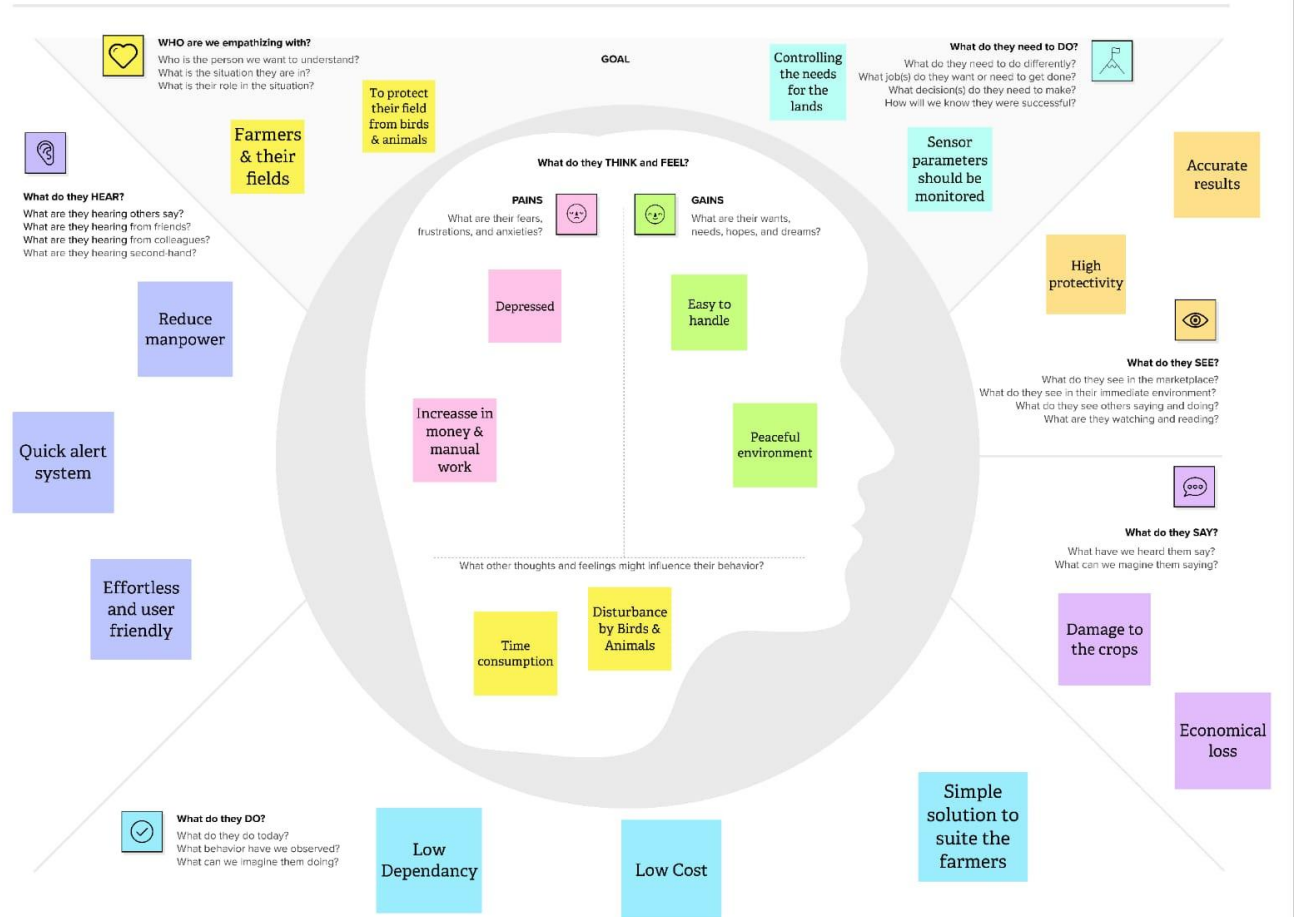 WHO are we empathizing with?
Who is the person we want to understand?
What is the situation they are in?
What is their role in the situation?
Farmers
& their
fields
To protect
their field
from birds
& animals
GOAL
Controlling
the needs
for the
lands
What do they need to DO?
What do they need to do differently?
What job(s) do they want or need to get done?
What decision(s) do they need to make?
How will we know they were successful?
Sensor
parameters
should be
monitored
What do they HEAR?
What are they hearing others say?
What are they hearing from friends?
What are they hearing from colleagues?
What are they hearing second-hand?
Reduce
manpower
Quick alert
system
Effortless
and user
friendly
What do they THINK and FEEL?
PAINS
What are their fears,
frustrations, and anxieties?
Depressed
Increasse in
money &
manual
work
GAINS
What are their wants,
needs, hopes, and dreams?
Easy to
handle
Peaceful
environment
What other thoughts and feelings might influence their behavior?
Time
consumption
Disturbance
by Birds &
Animals
Accurate
results
High
protectivity
What do they SEE?
What do they see in the marketplace?
What do they see in their immediate environment?
What do they see others saying and doing?
What are they watching and reading?
What do they SAY?
What have we heard them say?
What can we magine them saying?
Damage to
the crops
Economical
loss
What do they DO?
What do they do today?
What behavior have we observed?
What can we imagine them doing?
Low
Dependancy
Low Cost
Simple
solution to
suite the
farmers